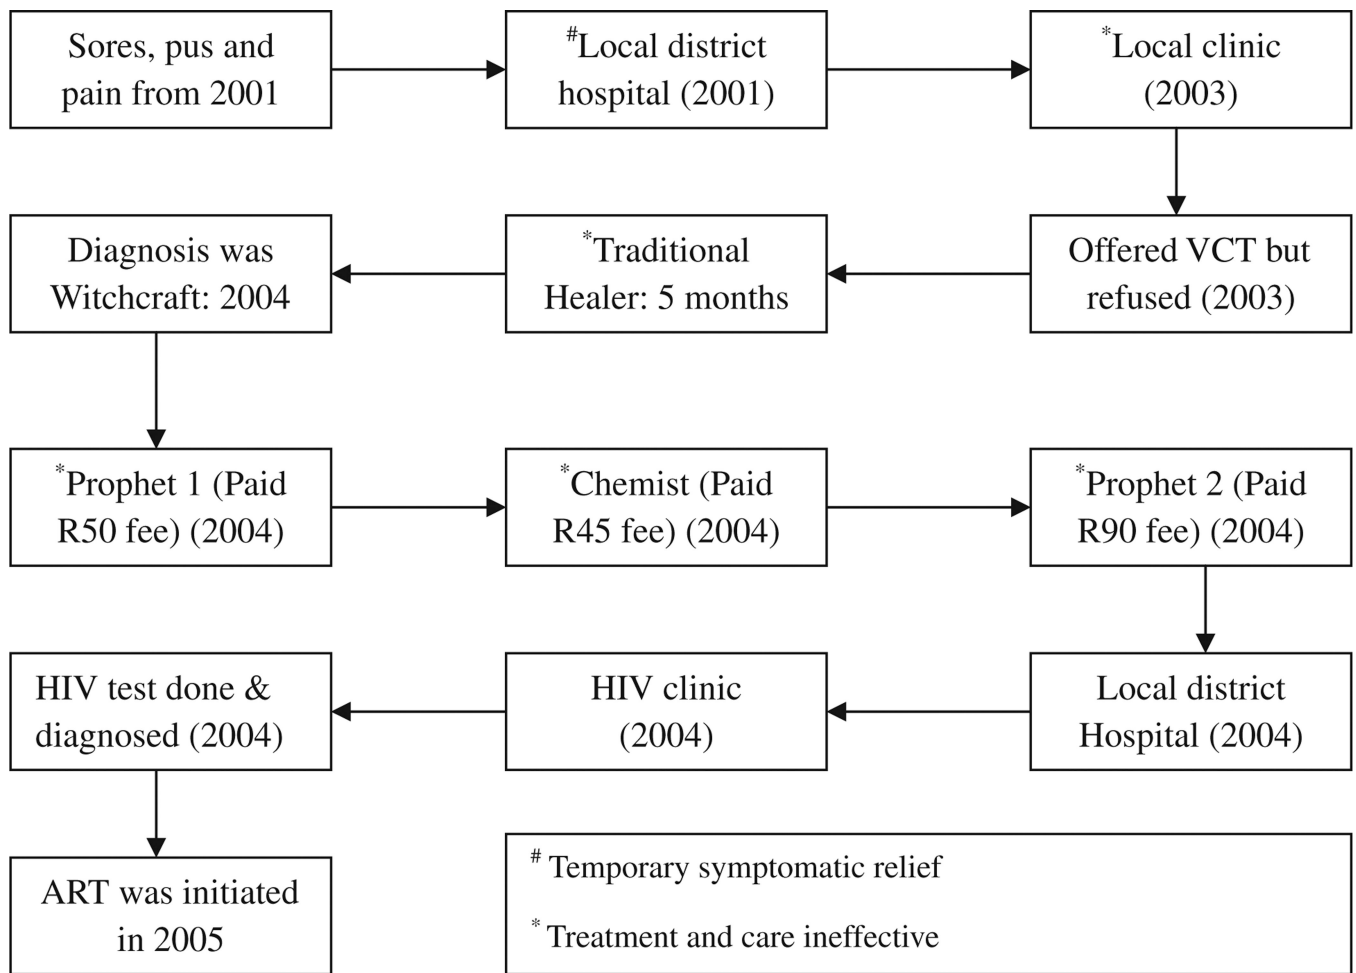 Sores, pus and
pain from 2001
#Local district
hospital (2001)
*Local clinic
(2003)
Offered VCT but
refused (2003)
*Traditional
Healer: 5 months
Diagnosis was
Witchcraft: 2004
*Prophet 1 (Paid
R50 fee) (2004)
*Chemist (Paid
R45 fee) (2004)
*Prophet 2 (Paid
R90 fee) (2004)
Local district
Hospital (2004)
HIV clinic
(2004)
HIV test done &
diagnosed (2004)
ART was initiated
in 2005
# Temporary symptomatic relief
* Treatment and care ineffective